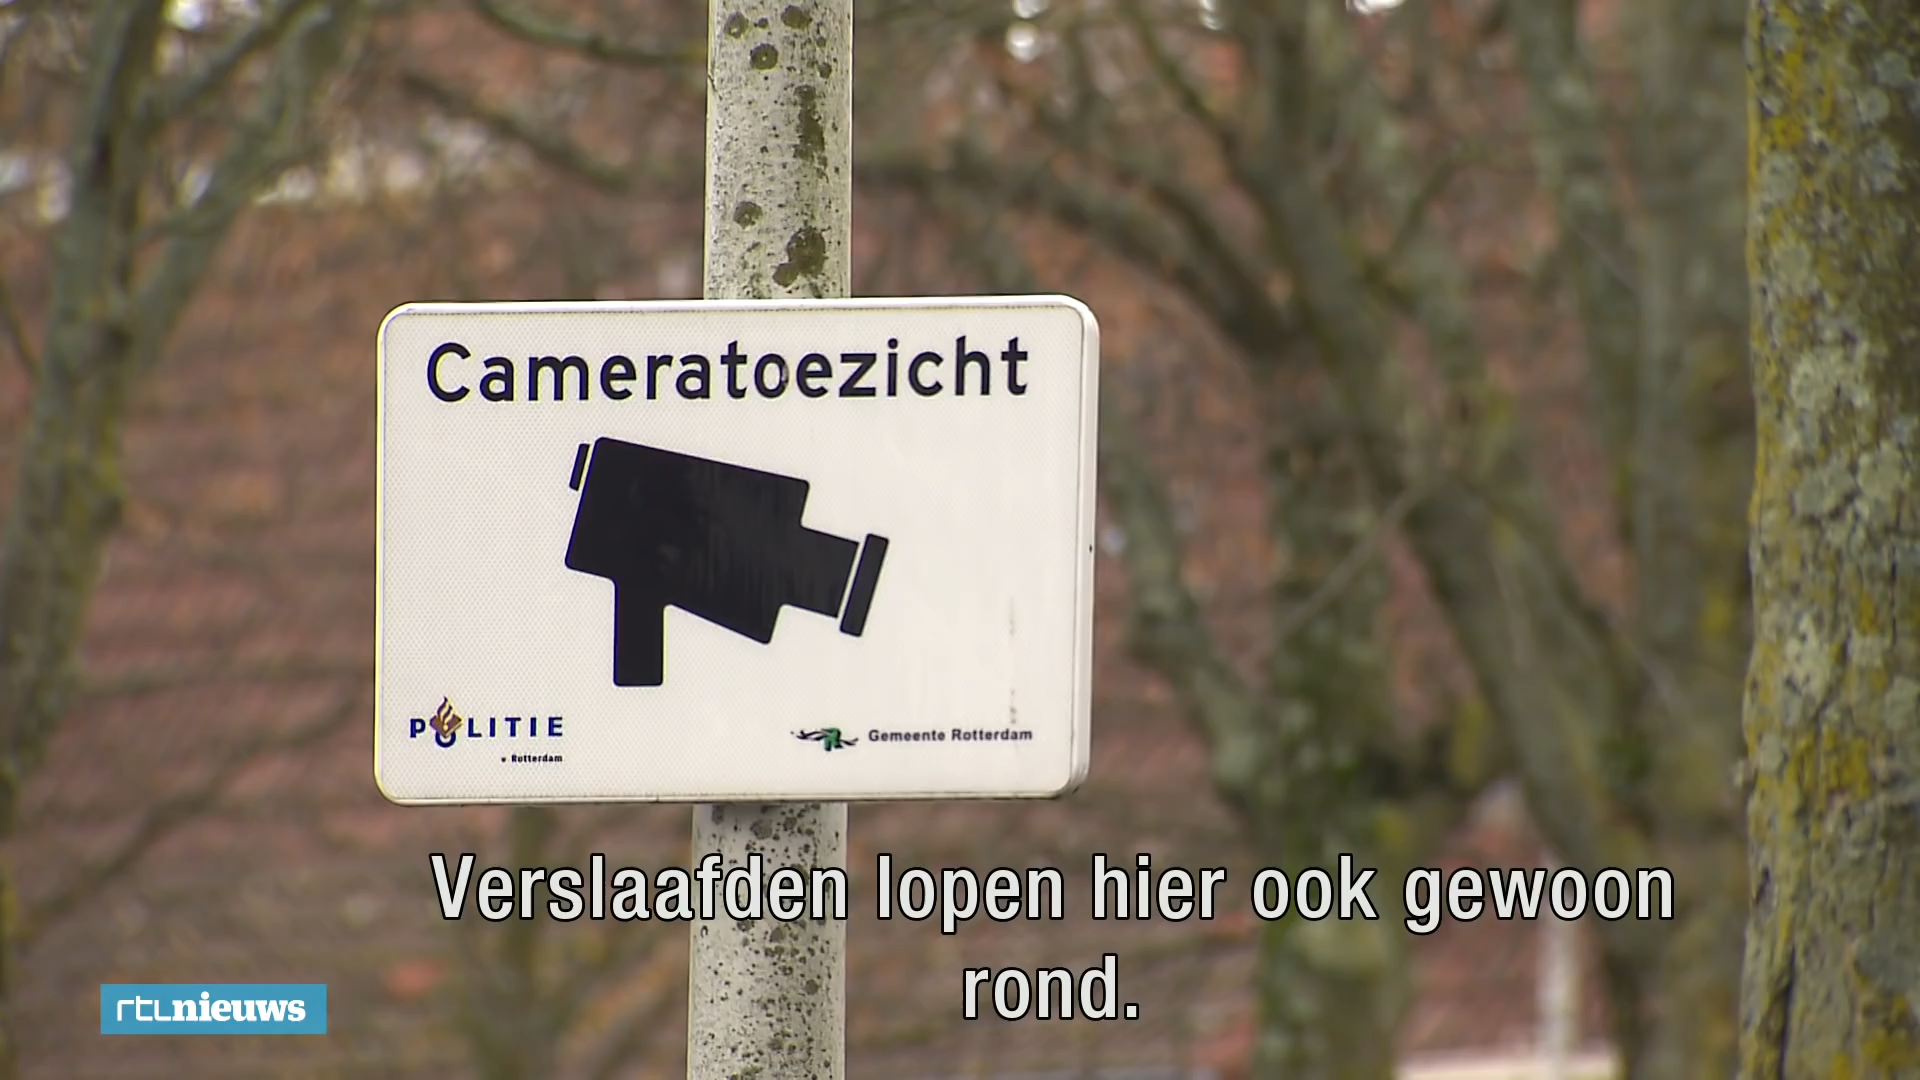 Cameratoezicht
POLITIE
Rotterdam
Gemeente Rotterdam
Verslaafden lopen hier ook gewoon
rond.
rtlnieuws